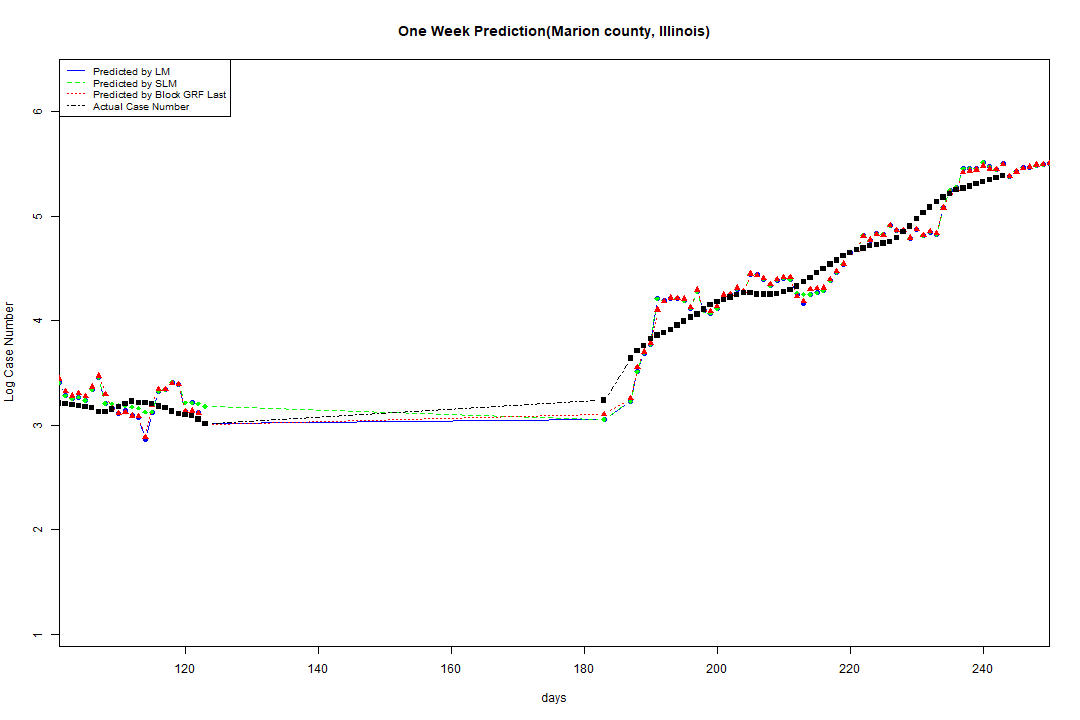 One Week Prediction(Marion county, Illinois)
Predicted by LM
Predicted by SLM
Predicted by Block GRF Last
Actual Case Number
6
5
4
3
2
1
Log Case Number
120 140 160 180 200 220 240
days